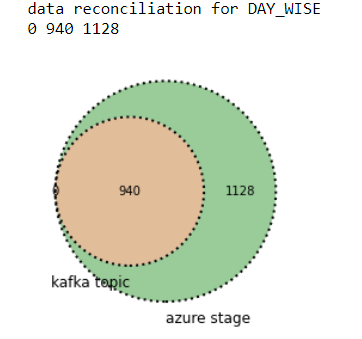 data reconciliation for DAY_WISE
0 940 1128
0 940 1128
kafka topic
azure stage